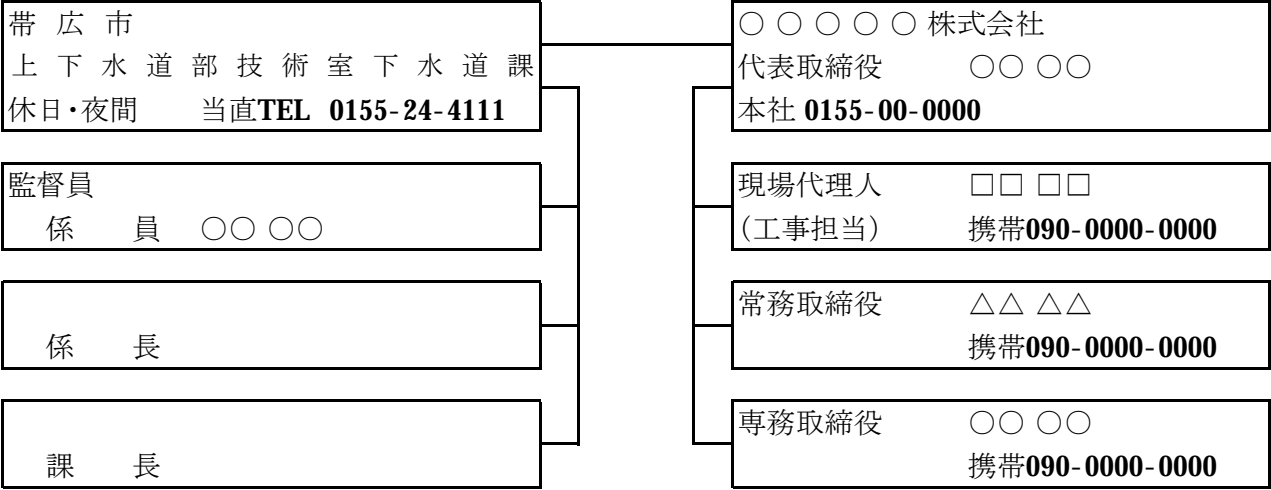 帯 広 市
上 下 水 道 部 技 術 室 下 水 道 課
休日・夜間 当直TEL 0155-24-4111
監督員
係 員 ○○ ○○
係 長
課 長
○ ○ ○ ○ ○ 株式会社
代表取締役 ○○ ○○
本社 0155-00-0000
現場代理人 □□ □□
(工事担当) 携帯090-0000-0000
常務取締役 △△ △△
携帯090-0000-0000
専務取締役 ○○ ○○
携帯090-0000-0000